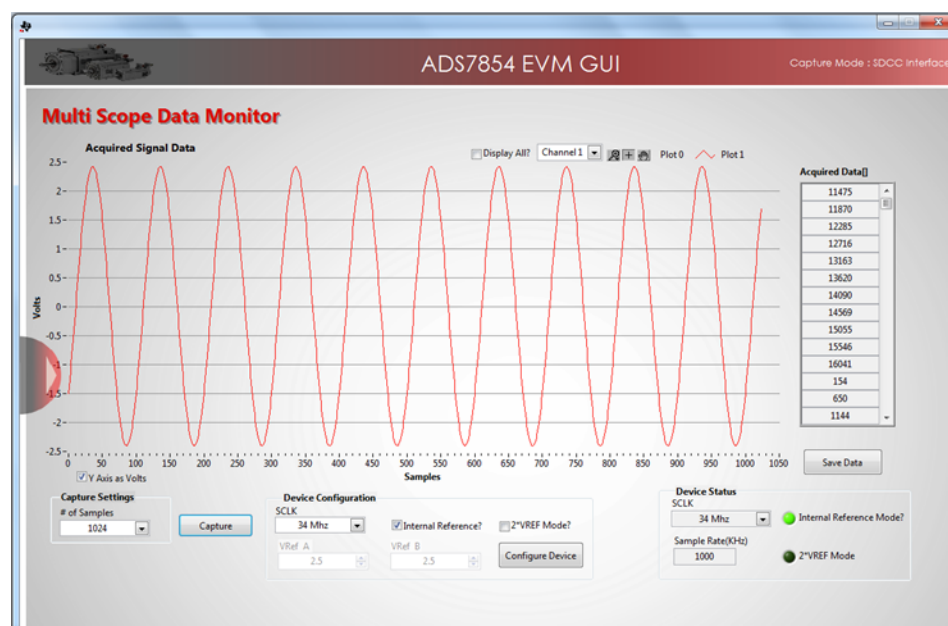 ADS7854 EVM GUI
Capture Mode : SDCC Interface
Multi Scope Data Monitor
Acquired Signal Data
Display All?
Channel 1
Plot 0
Plot 1
Volts
2.5
2
1.5
1
0.5
0
-0.5
-1
-1.5
-2
-2.5
0 50 100 150 200 250 300 350 400 450 500 550 600 650 700 750 800 850 900 950 1000 1050
Samples
Y Axis as Volts
Acquired Data[]
11475
11870
12285
12716
13163
13620
14090
14569
15055
15546
16041
154
650
1144
Save Data
Capture Settings
# of Samples
1024
Capture
Device Configuration
SCLK
34 Mhz
Internal Reference?
2*VREF Mode?
VRef A
2.5
VRef B
2.5
Configure Device
Device Status
SCLK
34 Mhz
Internal Reference Mode?
Sample Rate(KHz)
1000
2*VREF Mode